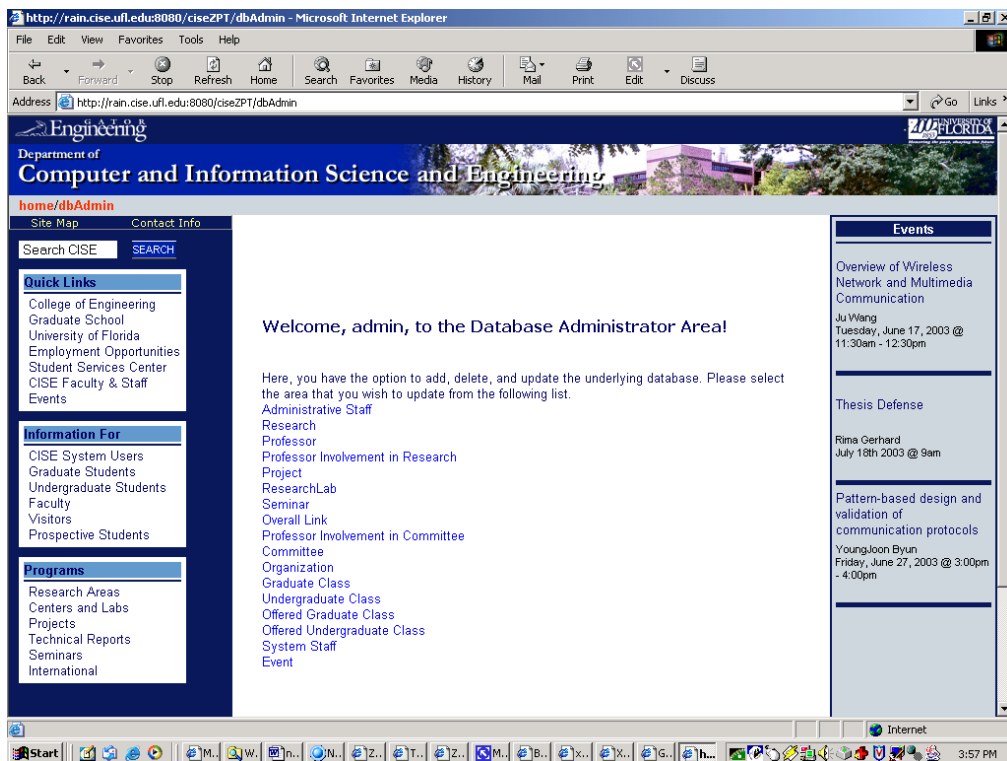 http://rain.cise.ufl.edu:8080/ciseZPT/dbAdmin - Microsoft Internet Explorer
File Edit View Favorites Tools Help
Back Forward Stop Refresh Home Search Favorites Media History Mail Print Edit Discuss
Address http://rain.cise.ufl.edu:8080/ciseZPT/dbAdmin Go Links
Engineering
UNIVERSITY OF
FLORIDA
Department of
Computer and Information Science and Engineering
home/dbAdmin
Site Map Contact Info
Search CISE SEARCH
Quick Links
College of Engineering
Graduate School
University of Florida
Employment Opportunities
Student Services Center
CISE Faculty & Staff
Events
Information For
CISE System Users
Graduate Students
Undergraduate Students
Faculty
Visitors
Prospective Students
Programs
Research Areas
Centers and Labs
Projects
Technical Reports
Seminars
International
Welcome, admin, to the Database Administrator Area!
Here, you have the option to add, delete, and update the underlying database. Please select
the area that you wish to update from the following list.
Administrative Staff
Research
Professor
Professor Involvement in Research
Project
ResearchLab
Seminar
Overall Link
Professor Involvement in Committee
Committee
Organization
Graduate Class
Undergraduate Class
Offered Graduate Class
Offered Undergraduate Class
System Staff
Event
Events
Overview of Wireless
Network and Multimedia
Communication
Ju Wang
Tuesday, June 17, 2003 @
11:30am - 12:30pm
Thesis Defense
Rima Gerhard
July 18th 2003 @ 9am
Pattern-based design and
validation of
communication protocols
YoungJoon Byun
Friday, June 27, 2003 @ 3:00pm
- 4:00pm
Internet
Start M.. W.. n.. N.. Z.. T.. Z.. M.. B.. x.. X.. G.. h... 3:57 PM